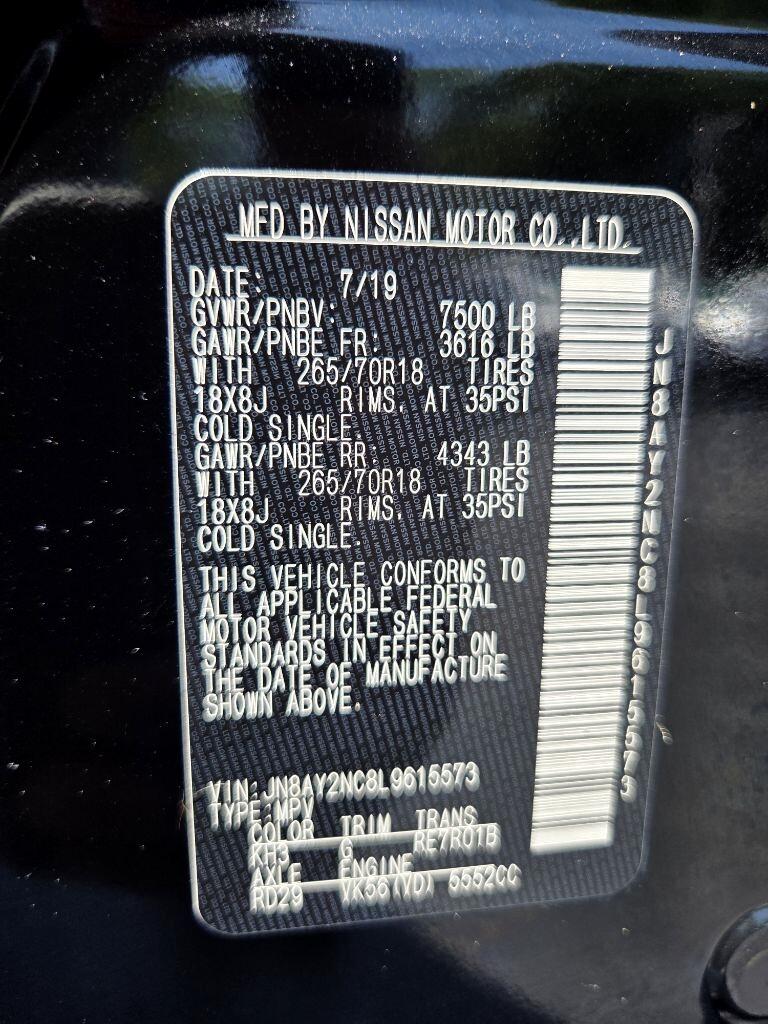 MFD BY NISSAN MOTOR CO.,LTD.
DATE: 7/19
GVWR/PNBV: 7500 LB
GAWR/PNBE FR: 3616 LB
WITH 265/70R18 TIRES
18X8J RIMS, AT 35PSI
COLD SINGLE.
GAWR/PNBE RR: 4343 LB
WITH 265/70R18 TIRES
18X8J RIMS, AT 35PSI
COLD SINGLE.
THIS VEHICLE CONFORMS TO
ALL APPLICABLE FEDERAL
MOTOR VEHICLE SAFETY
STANDARDS IN EFFECT ON
THE DATE OF MANUFACTURE
SHOWN ABOVE.
VIN:JN8AY2NC8L9615573
TYPE:MPV
COLOR TRIM TRANS
KH3 G RE7R01B
AXLE ENGINE
RD29 VK56(VD) 5552CC
JN8AY2NC8L9615573